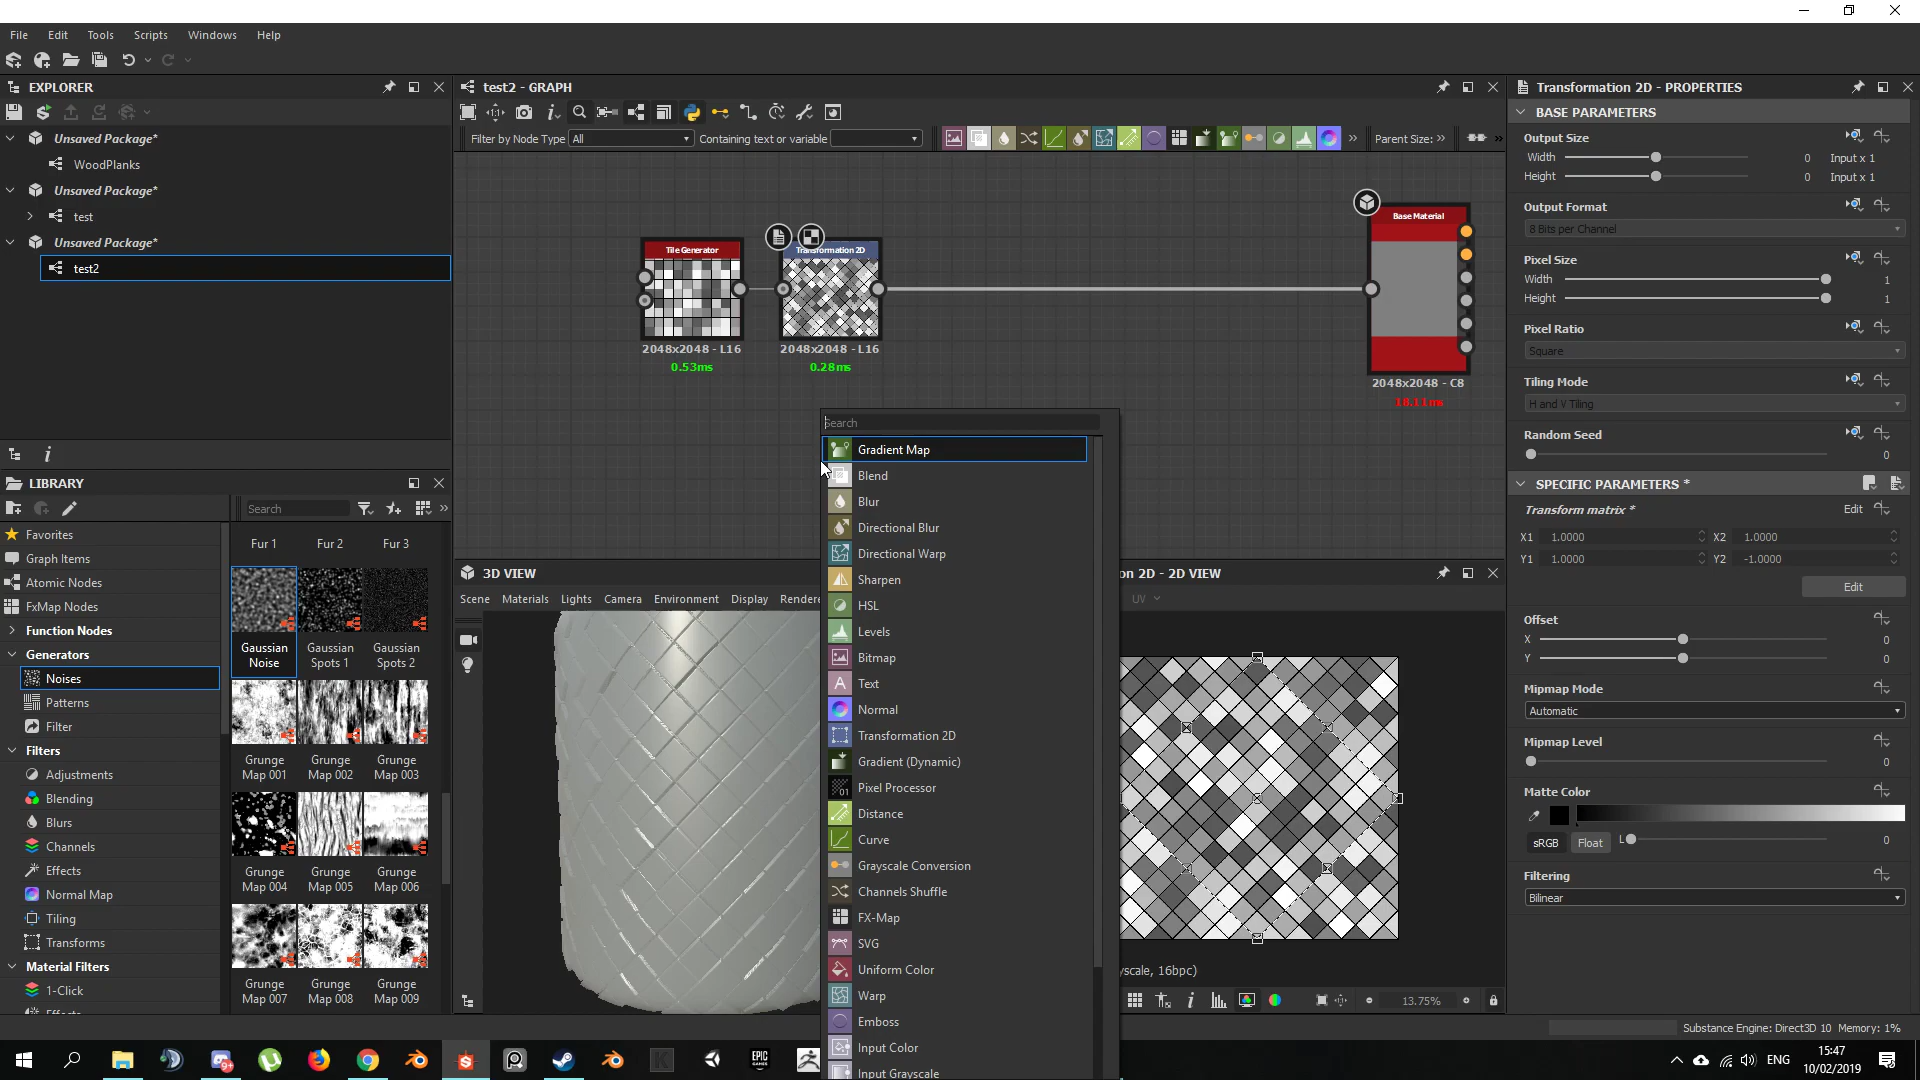 File Edit Tools Scripts Windows Help
EXPLORER
Unsaved Package*
WoodPlanks
Unsaved Package*
test
Unsaved Package*
test2
LIBRARY
Search
Favorites
Graph Items
Atomic Nodes
FxMap Nodes
Function Nodes
Generators
Noises
Patterns
Filter
Filters
Adjustments
Blending
Blurs
Channels
Effects
Normal Map
Tiling
Transforms
Material Filters
1-Click
Fur 1 Fur 2 Fur 3
Gaussian Noise
Gaussian Spots 1
Gaussian Spots 2
Grunge Map 001
Grunge Map 002
Grunge Map 003
Grunge Map 004
Grunge Map 005
Grunge Map 006
Grunge Map 007
Grunge Map 008
Grunge Map 009
test2 - GRAPH
Filter by Node Type All Containing text or variable
Parent Size:
Tile Generator
2048x2048 - L16
0.53ms
Transformation 2D
2048x2048 - L16
0.28ms
Base Material
2048x2048 - C8
18.11ms
Search
Gradient Map
Blend
Blur
Directional Blur
Directional Warp
Sharpen
HSL
Levels
Bitmap
Text
Normal
Transformation 2D
Gradient (Dynamic)
Pixel Processor
Distance
Curve
Grayscale Conversion
Channels Shuffle
FX-Map
SVG
Uniform Color
Warp
Emboss
Input Color
Input Grayscale
3D VIEW
Scene Materials Lights Camera Environment Display Rendere
on 2D - 2D VIEW
UV
yscale, 16bpc)
13.75%
Transformation 2D - PROPERTIES
BASE PARAMETERS
Output Size
Width 0 Input x 1
Height 0 Input x 1
Output Format
8 Bits per Channel
Pixel Size
Width 1
Height 1
Pixel Ratio
Square
Tiling Mode
H and V Tiling
Random Seed
0
SPECIFIC PARAMETERS *
Transform matrix * Edit
X1 1.0000 X2 1.0000
Y1 1.0000 Y2 -1.0000
Edit
Offset
X 0
Y 0
Mipmap Mode
Automatic
Mipmap Level
0
Matte Color
sRGB Float L 0
Filtering
Bilinear
Substance Engine: Direct3D 10 Memory: 1%
9+
EPIC GAMES
ENG
15:47
10/02/2019